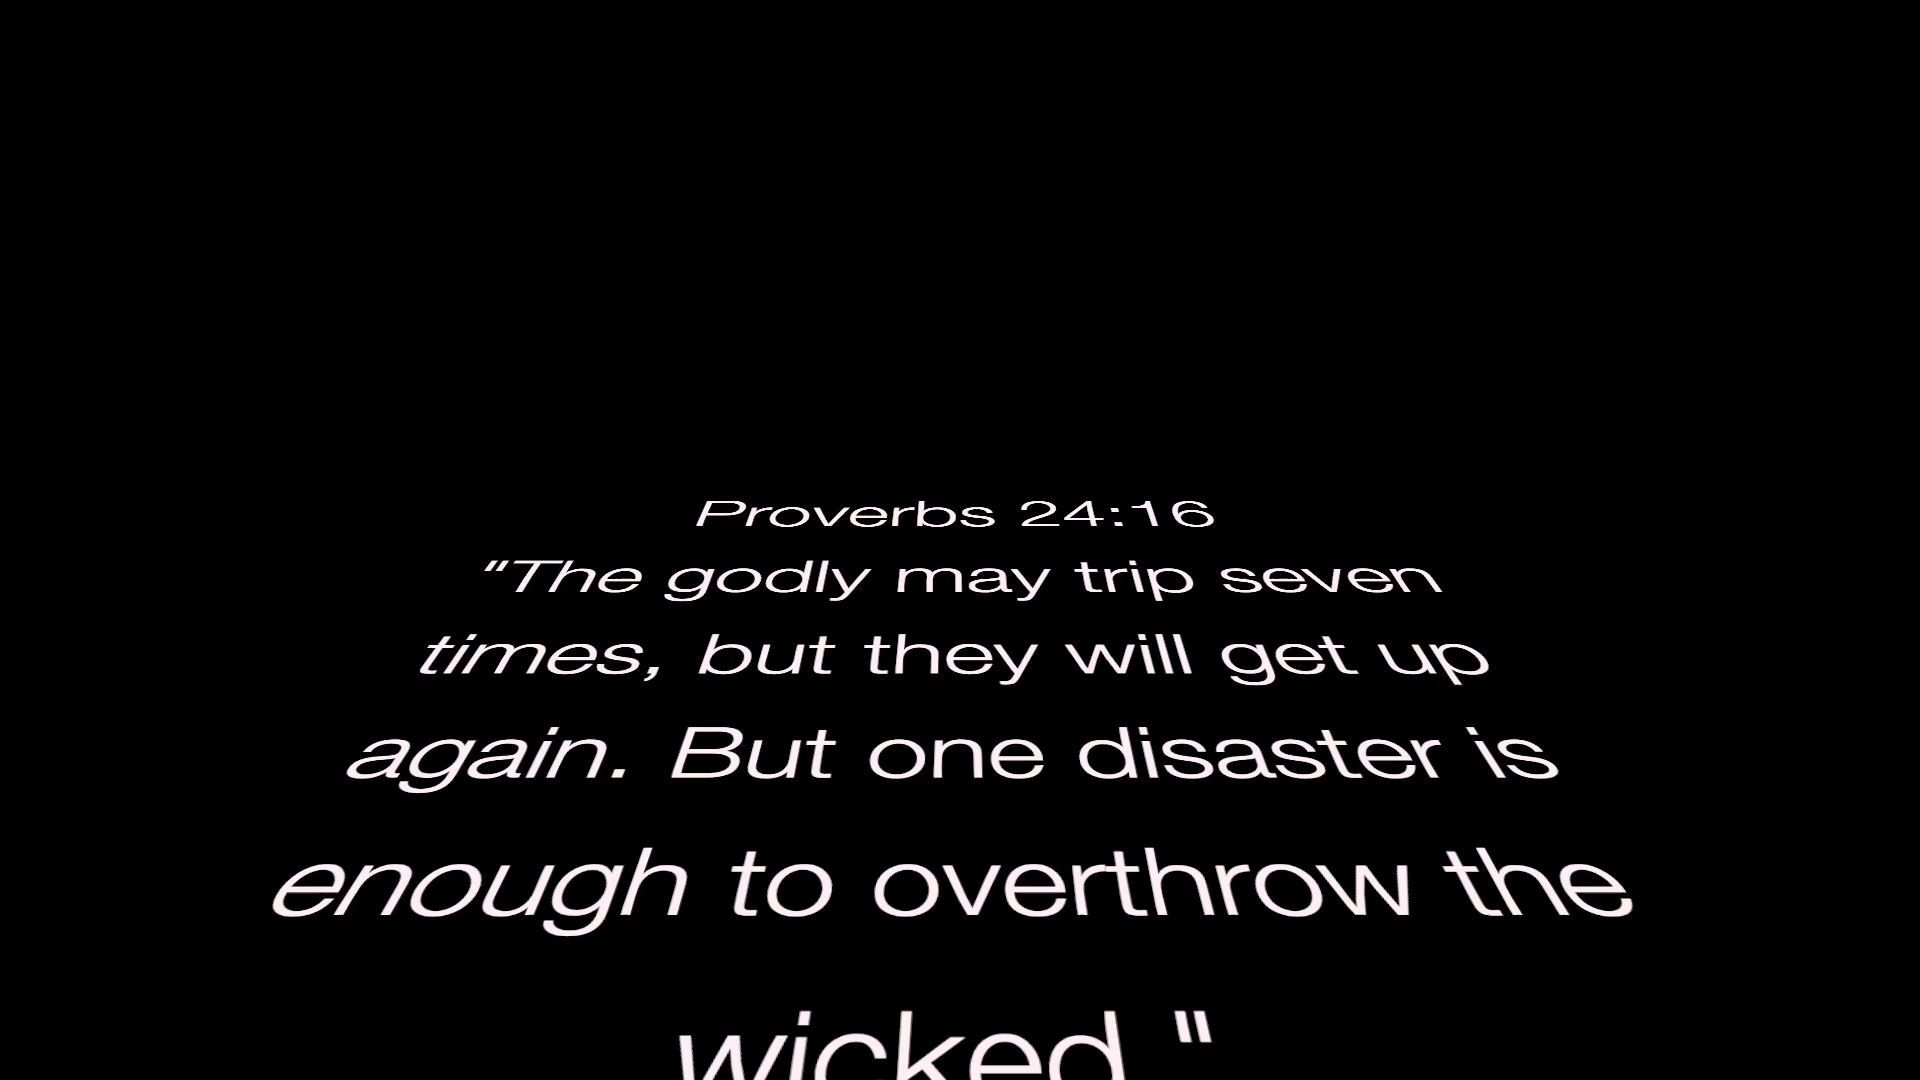 Proverbs 24:16
“The godly may trip seven
times, but they will get up
again. But one disaster is
enough to overthrow the
wicked."